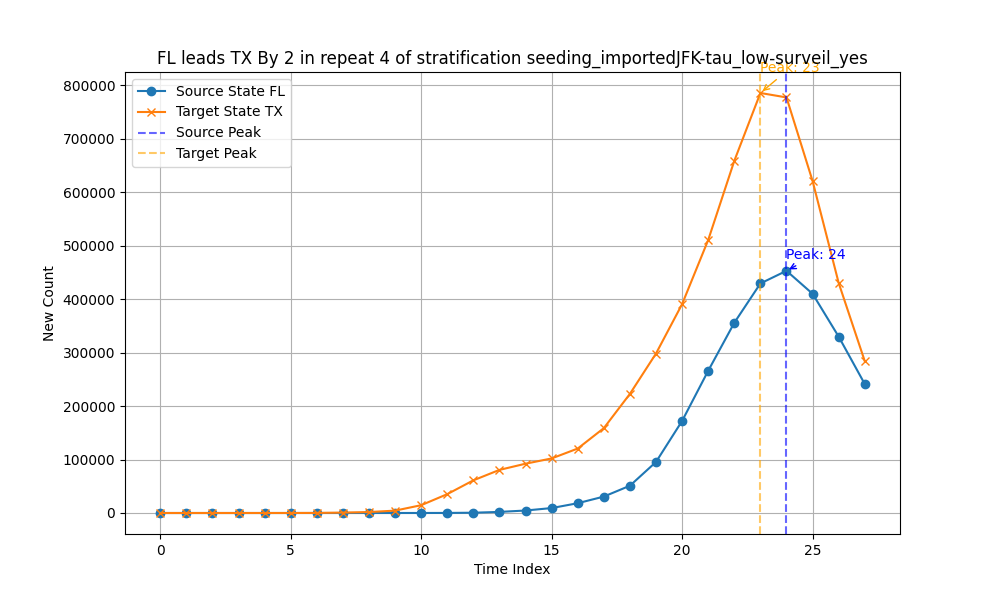 FL leads TX By 2 in repeat 4 of stratification seeding_importedJFK-tau_low-surveil_yes
Peak: 23
Source State FL
Target State TX
Source Peak
Target Peak
Peak: 24
800000
700000
600000
500000
400000
300000
200000
100000
0
New Count
0
5
10
15
20
25
Time Index